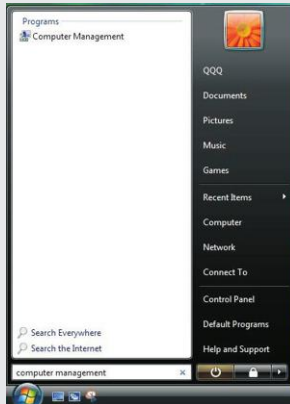 Programs
Computer Management
Search Everywhere
Search the Internet
computer management
QQQ
Documents
Pictures
Music
Games
Recent Items
Computer
Network
Connect To
Control Panel
Default Programs
Help and Support